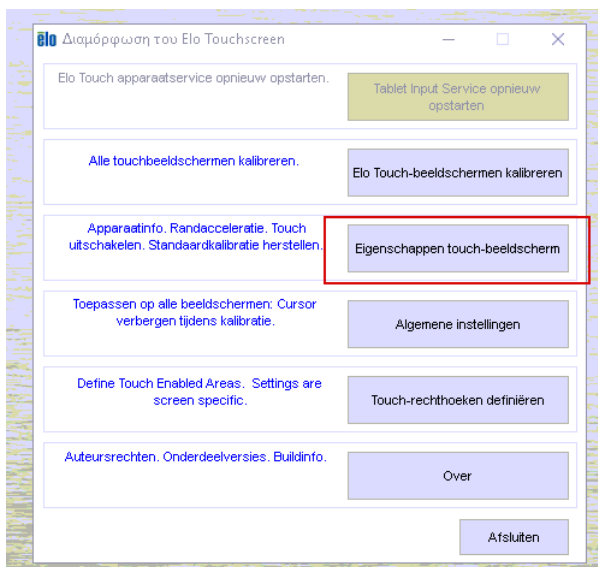 elo Διαμόρφωση του Elo Touchscreen
Elo Touch apparaatservice opnieuw opstarten.
Tablet Input Service opnieuw
opstarten
Alle touchbeeldschermen kalibreren.
Elo Touch-beeldschermen kalibreren
Apparaatinfo. Randacceleratie. Touch
uitschakelen. Standaardkalibratie herstellen.
Eigenschappen touch-beeldscherm
Toepassen op alle beeldschermen: Cursor
verbergen tijdens kalibratie.
Algemene instellingen
Define Touch Enabled Areas. Settings are
screen specific.
Touch-rechthoeken definiëren
Auteursrechten. Onderdeelversies. Buildinfo.
Over
Afsluiten